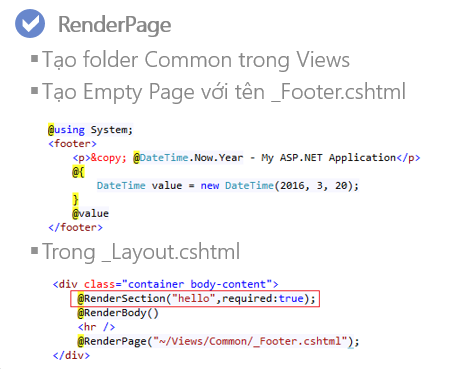 RenderPage
Tạo folder Common trong Views
Tạo Empty Page với tên _Footer.cshtml
@using System;
<footer>
<p>&copy; @DateTime.Now.Year - My ASP.NET Application</p>
@{
DateTime value = new DateTime(2016, 3, 20);
}
@value
</footer>
Trong _Layout.cshtml
<div class="container body-content">
@RenderSection("hello",required:true);
@RenderBody()
<hr />
@RenderPage("~/Views/Common/_Footer.cshtml");
</div>